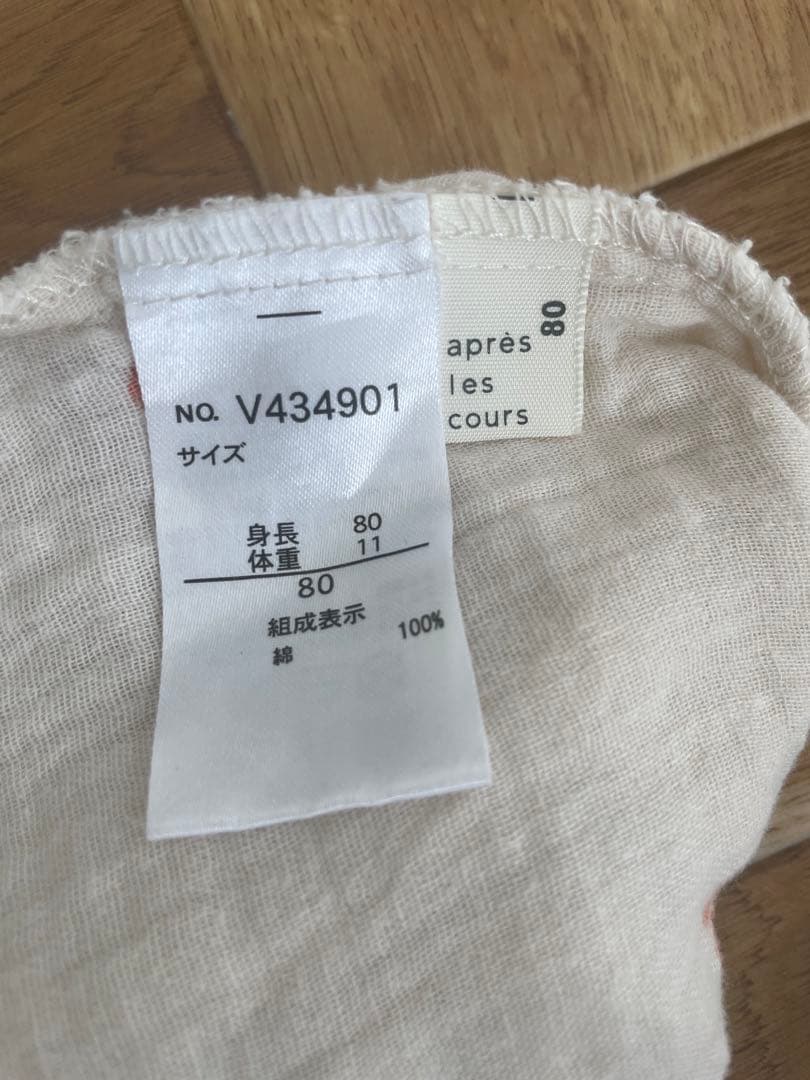 NO. V434901
サイズ
身長 80
体重 11
80
組成表示
綿 100%
80
après
les
cours